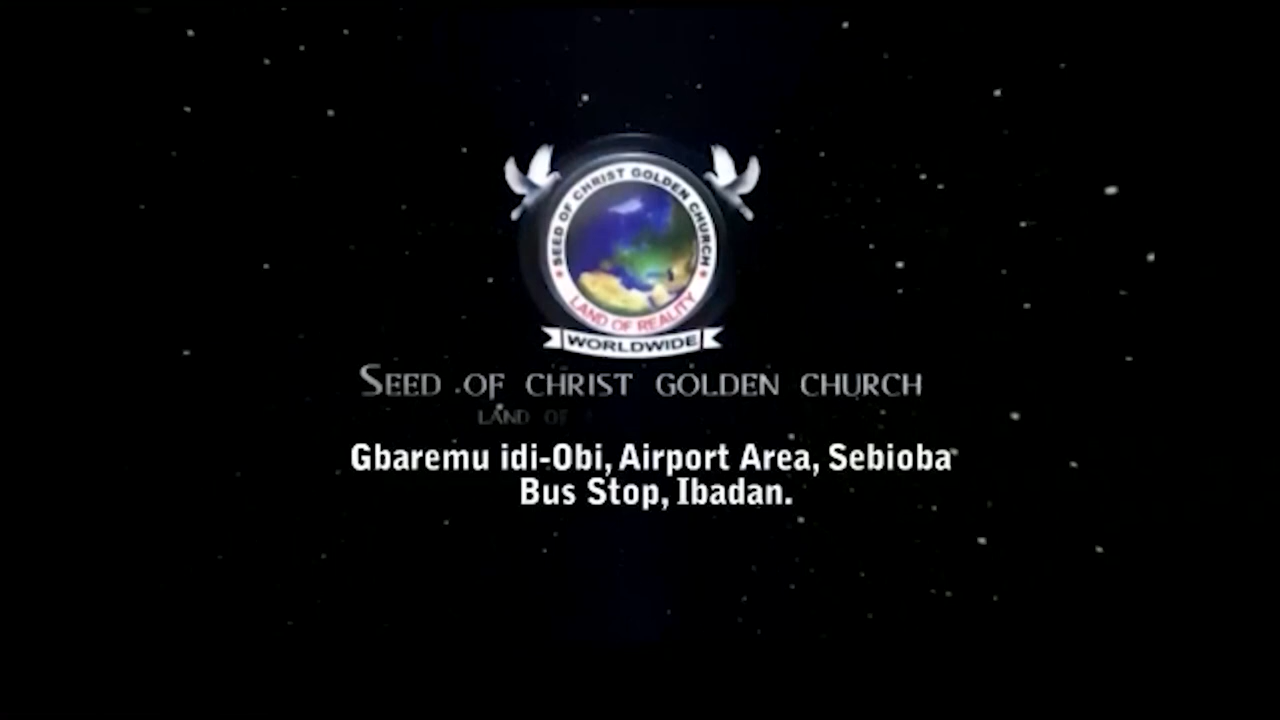 SEED OF CHRIST GOLDEN CHURCH
LAND OF REALITY
WORLDWIDE
SEED OF CHRIST GOLDEN CHURCH
LAND OF
Gbaremu idi-Obi, Airport Area, Sebioba
Bus Stop, Ibadan.